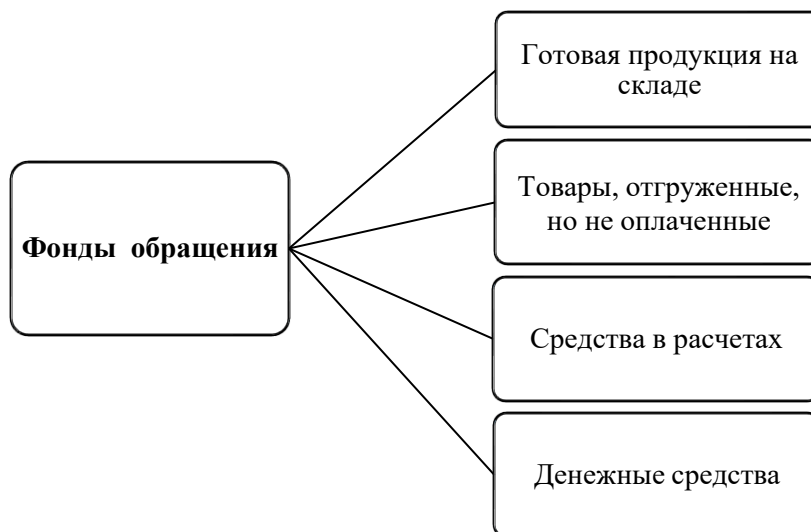 Фонды обращения
Готовая продукция на
складе
Товары, отгруженные,
но не оплаченные
Средства в расчетах
Денежные средства